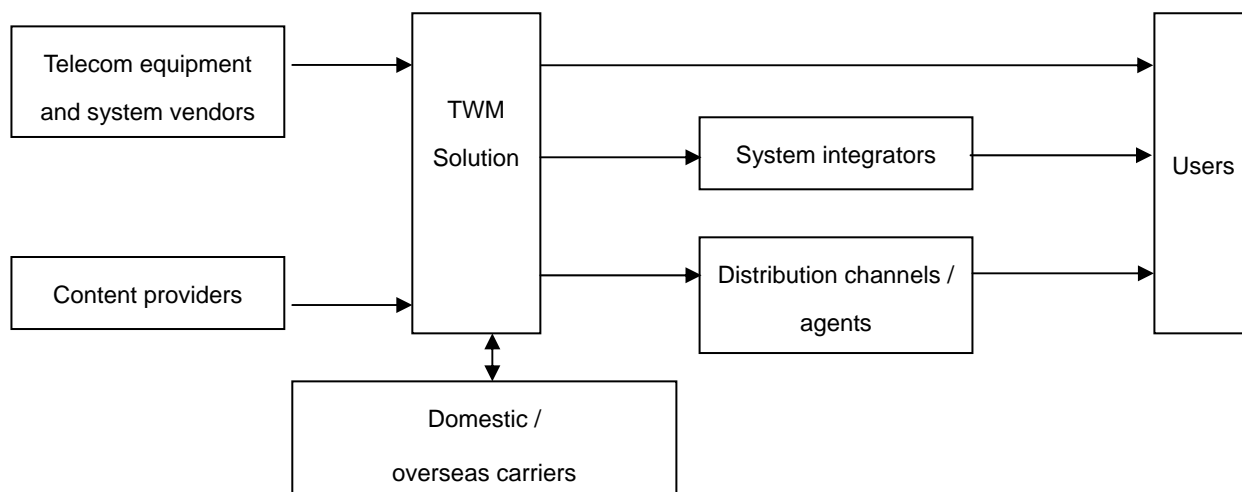 Telecom equipment
and system vendors
TWM
Solution
System integrators
Users
Content providers
Distribution channels /
agents
Domestic /
overseas carriers